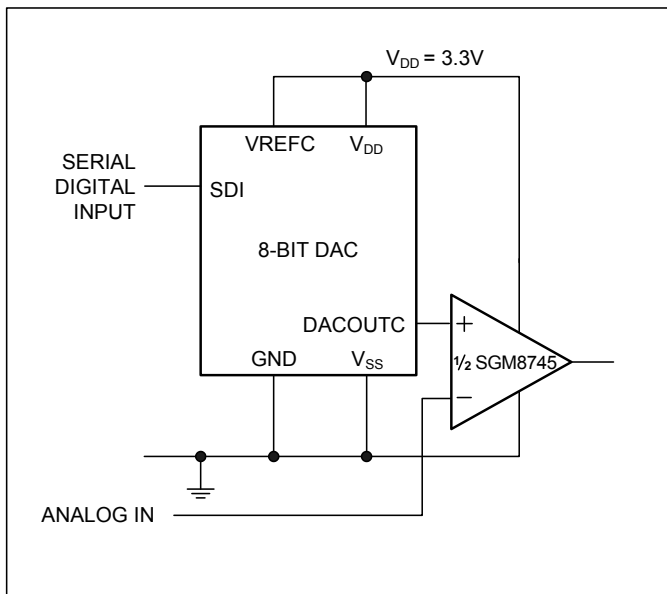 V_DD = 3.3V
VREFC V_DD
SERIAL
DIGITAL
INPUT
SDI
8-BIT DAC
DACOUTC
+
½ SGM8745
−
GND V_SS
ANALOG IN